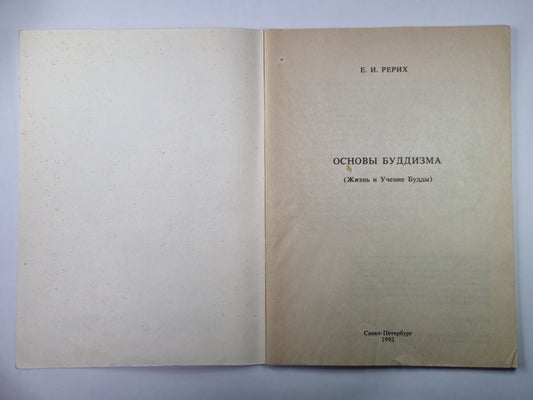 Е. И. РЕРИХ
ОСНОВЫ БУДДИЗМА
(Жизнь и Учение Будды)
Санкт-Петербург
1992